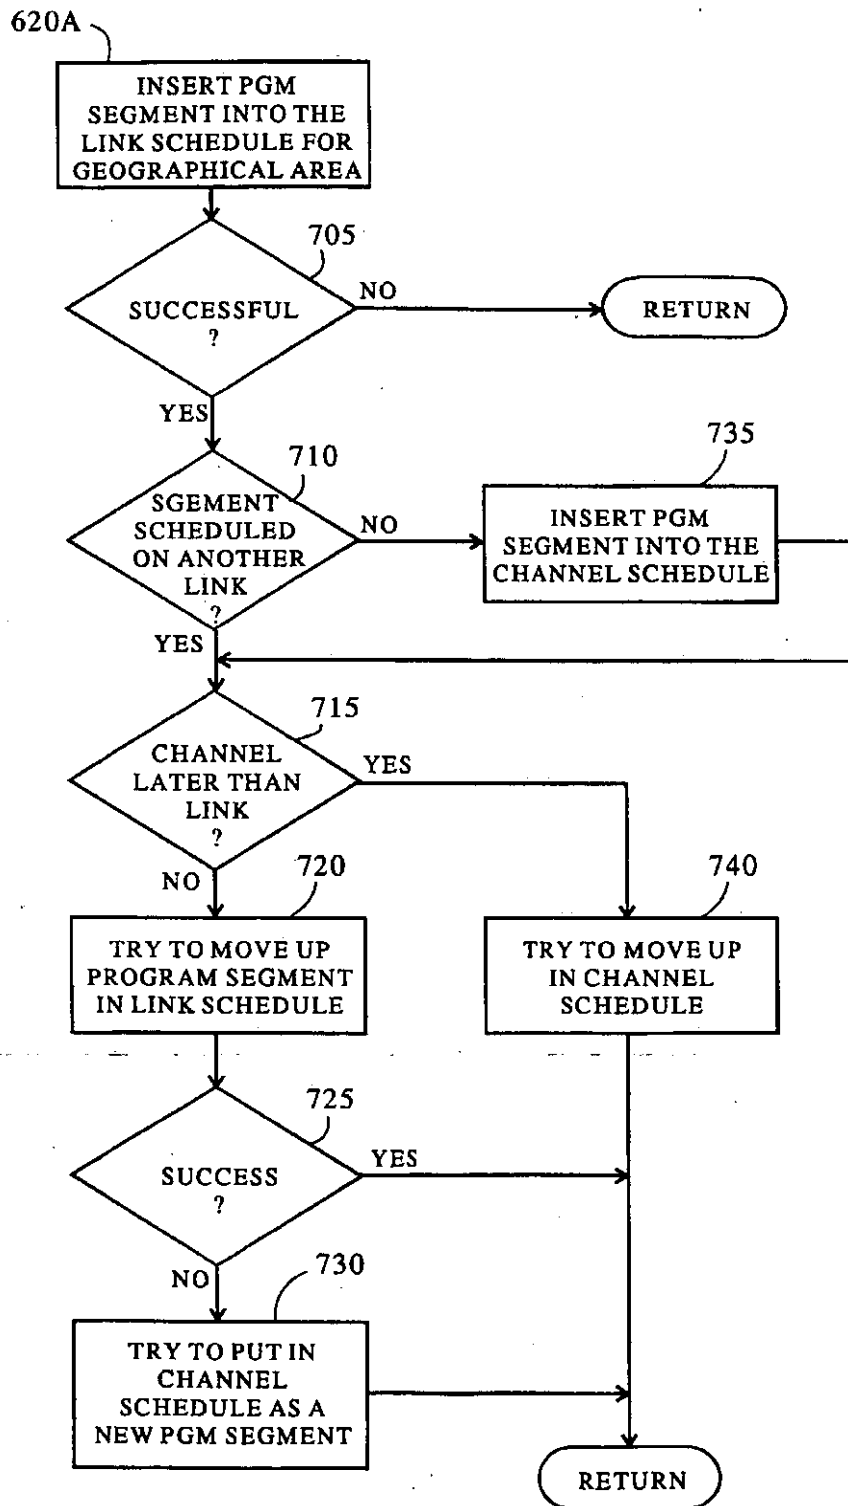 620A
INSERT PGM
SEGMENT INTO THE
LINK SCHEDULE FOR
GEOGRAPHICAL AREA
705
SUCCESSFUL
?
NO
RETURN
YES
710
SGEMENT
SCHEDULED
ON ANOTHER
LINK
?
NO
735
INSERT PGM
SEGMENT INTO THE
CHANNEL SCHEDULE
YES
715
CHANNEL
LATER THAN
LINK
?
YES
NO
720
TRY TO MOVE UP
PROGRAM SEGMENT
IN LINK SCHEDULE
740
TRY TO MOVE UP
IN CHANNEL
SCHEDULE
725
SUCCESS
?
YES
NO
730
TRY TO PUT IN
CHANNEL
SCHEDULE AS A
NEW PGM SEGMENT
RETURN